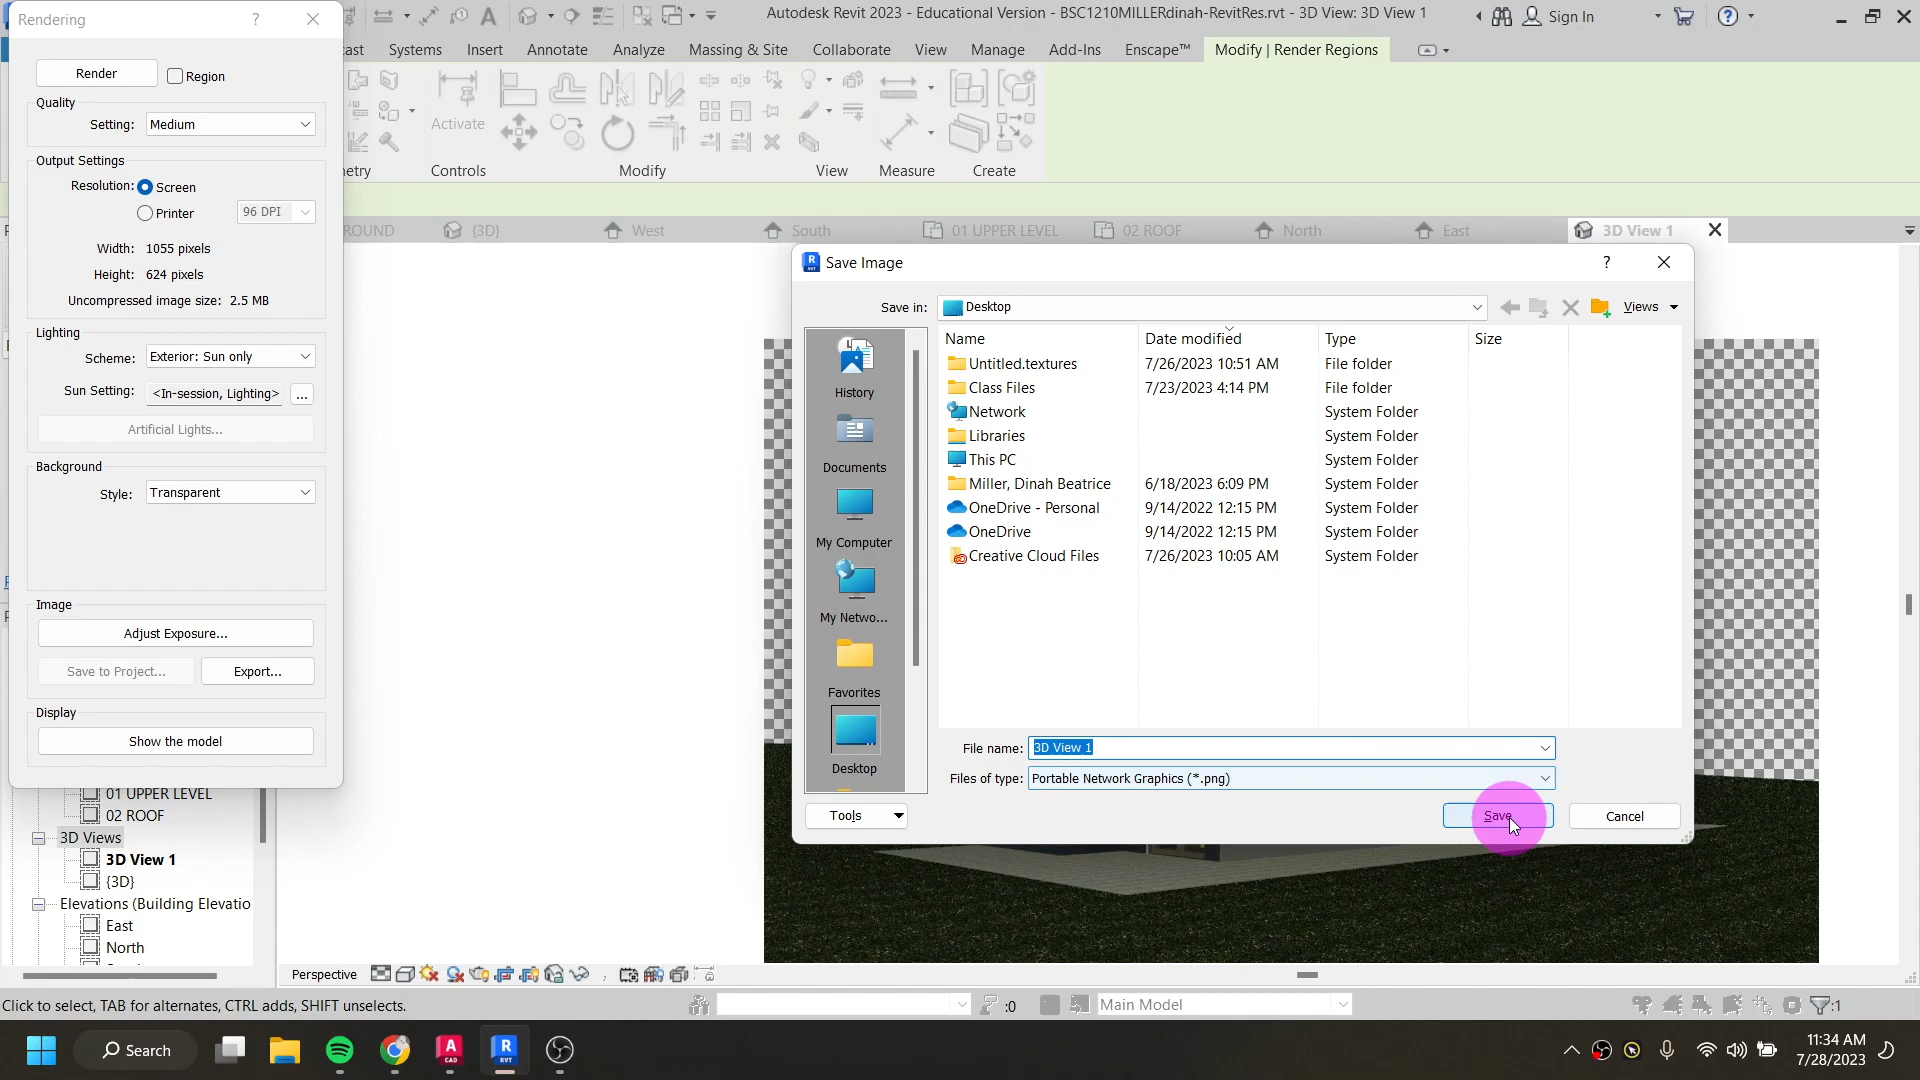 Rendering
?
Autodesk Revit 2023 - Educational Version - BSC1210MILLERdinah-RevitRes.rvt - 3D View: 3D View 1
Sign In
Systems
Insert
Annotate
Analyze
Massing & Site
Collaborate
View
Manage
Add-Ins
Enscape™
Modify | Render Regions
Render
Region
Quality
Setting: Medium
Activate
Controls
Modify
View
Measure
Create
Output Settings
Resolution: Screen
Printer
96 DPI
Width: 1055 pixels
Height: 624 pixels
Uncompressed image size: 2.5 MB
Lighting
Scheme: Exterior: Sun only
Sun Setting: <In-session, Lighting>
...
Artificial Lights...
Background
Style: Transparent
Image
Adjust Exposure...
Save to Project...
Export...
Display
Show the model
ROUND
{3D}
West
South
01 UPPER LEVEL
02 ROOF
North
East
3D View 1
Save Image
?
Save in: Desktop
Views
Name Date modified Type Size
Untitled.textures 7/26/2023 10:51 AM File folder
Class Files 7/23/2023 4:14 PM File folder
Network System Folder
Libraries System Folder
This PC System Folder
Miller, Dinah Beatrice 6/18/2023 6:09 PM System Folder
OneDrive - Personal 9/14/2022 12:15 PM System Folder
OneDrive 9/14/2022 12:15 PM System Folder
Creative Cloud Files 7/26/2023 10:05 AM System Folder
History
Documents
My Computer
My Netwo...
Favorites
Desktop
File name: 3D View 1
Files of type: Portable Network Graphics (*.png)
Tools
Save
Cancel
01 UPPER LEVEL
02 ROOF
3D Views
3D View 1
{3D}
Elevations (Building Elevatio
East
North
Perspective
Click to select, TAB for alternates, CTRL adds, SHIFT unselects.
:0
Main Model
:1
Search
11:34 AM
7/28/2023